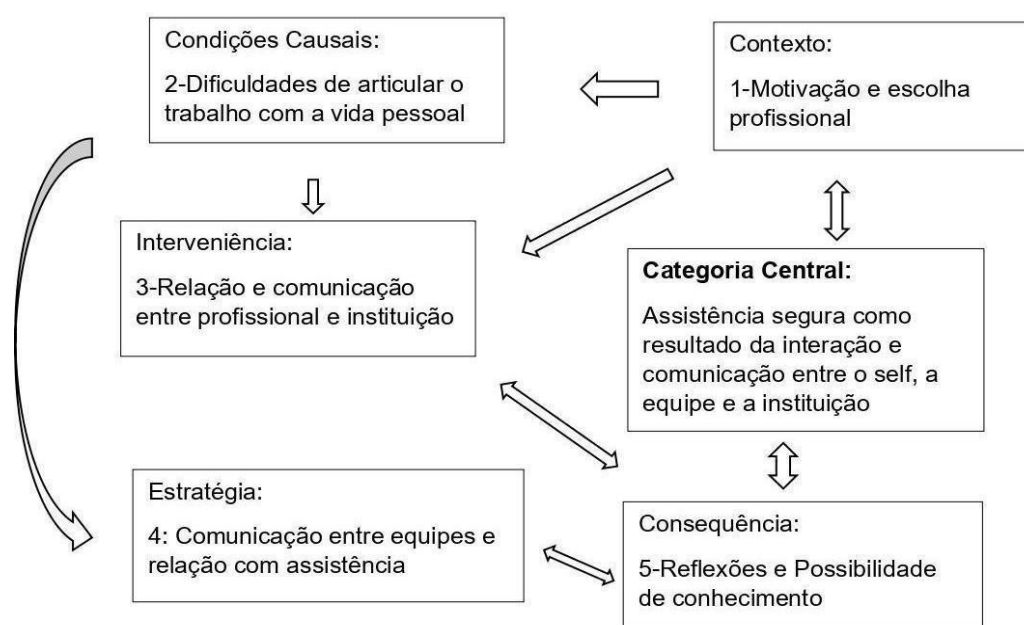 Condições Causais:
2-Dificuldades de articular o
trabalho com a vida pessoal
Contexto:
1-Motivação e escolha
profissional
Interveniência:
3-Relação e comunicação
entre profissional e instituição
Categoria Central:
Assistência segura como
resultado da interação e
comunicação entre o self, a
equipe e a instituição
Estratégia:
4: Comunicação entre equipes e
relação com assistência
Consequência:
5-Reflexões e Possibilidade
de conhecimento